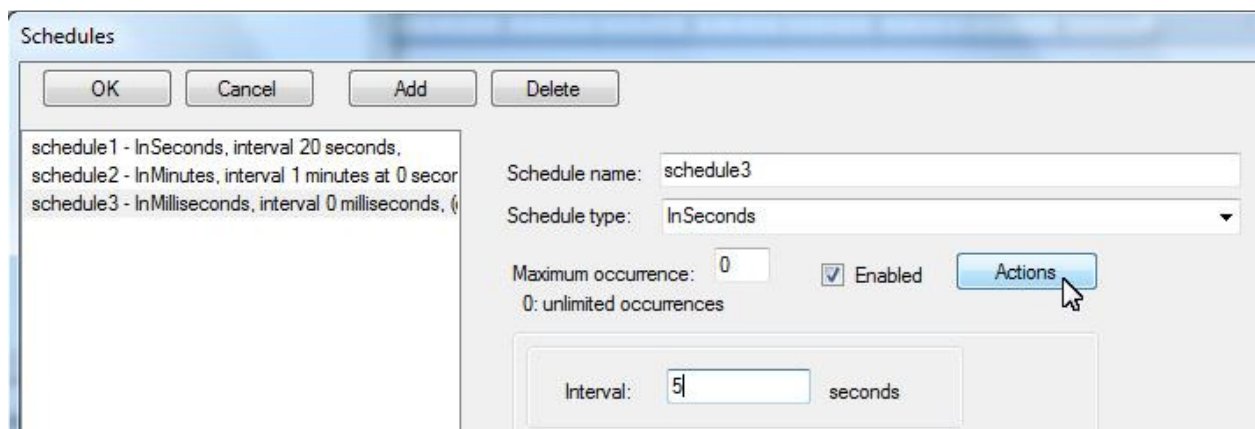 Schedules
OK Cancel Add Delete
schedule1 - InSeconds, interval 20 seconds,
schedule2 - InMinutes, interval 1 minutes at 0 secon
schedule3 - InMilliseconds, interval 0 milliseconds, (
Schedule name: schedule3
Schedule type: InSeconds
Maximum occurrence: 0 Enabled Actions
0: unlimited occurrences
Interval: 5 seconds